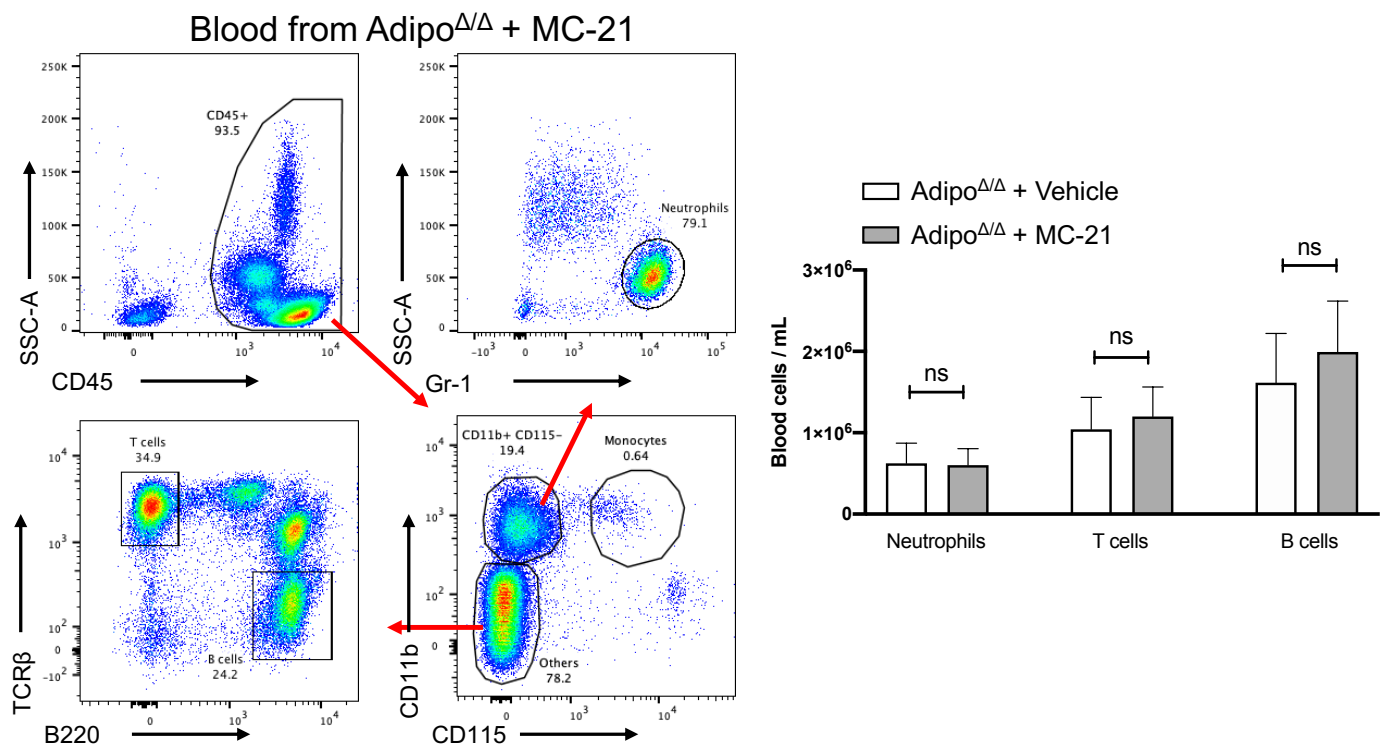 Blood from Adipo^Δ/Δ + MC-21
250K
200K
150K
100K
50K
0
CD45+
93.5
0
10^3
10^4
SSC-A
CD45
250K
200K
150K
100K
50K
0
Neutrophils
79.1
-10^3
0
10^3
10^4
10^5
SSC-A
Gr-1
10^4
10^3
10^2
0
-10^2
T cells
34.9
B cells
24.2
0
10^3
10^4
TCRβ
B220
10^4
10^3
10^2
0
CD11b+ CD115-
19.4
Monocytes
0.64
Others
78.2
0
10^3
10^4
CD11b
CD115
Adipo^Δ/Δ + Vehicle
Adipo^Δ/Δ + MC-21
3×10^6
2×10^6
1×10^6
0
Blood cells / mL
ns
ns
ns
Neutrophils
T cells
B cells